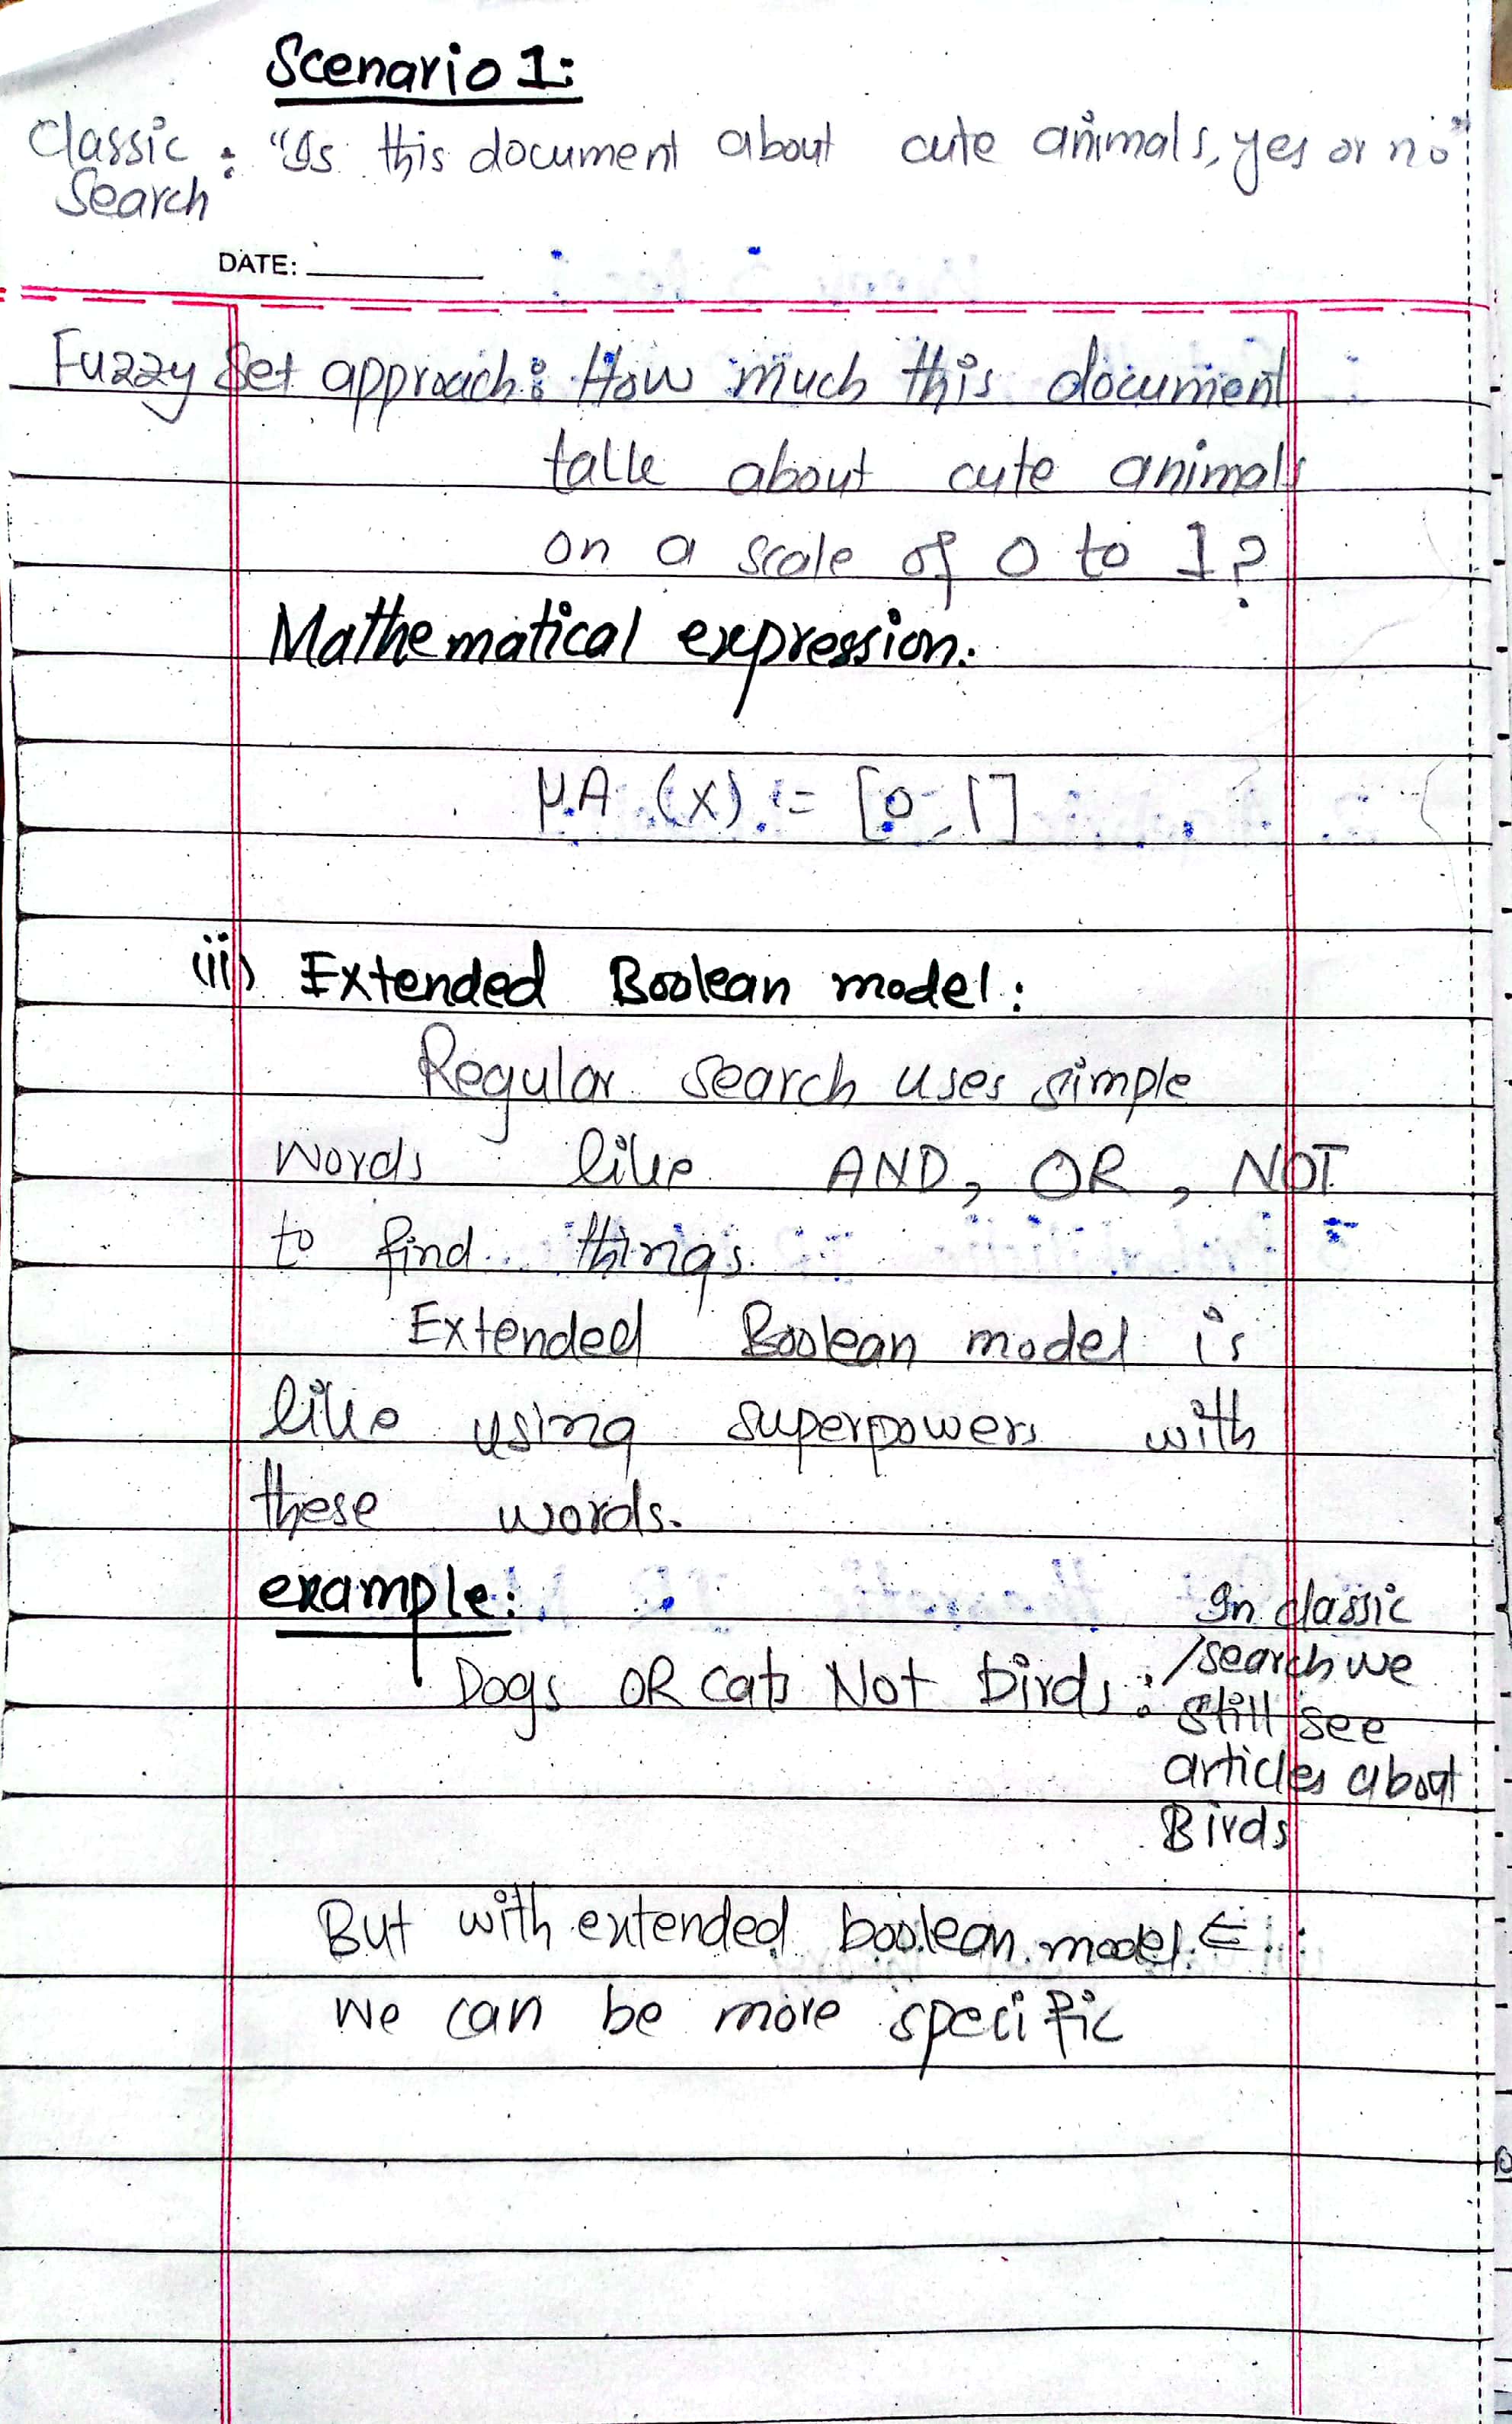 Scenario 1:
Classic Search : "Is this document about cute animals, yes or no"
DATE:
Fuzzy Set approach: How much this document
talk about cute animals
on a scale of 0 to 1?
Mathematical expression.
μA (x) = [0, 1]
(ii) Extended Boolean model:
Regular search uses simple
words like AND, OR, NOT
to find things.
Extended Boolean model is
like using superpowers with
these words.
example:
Dogs OR cats Not birds :
In classic
search we
still see
articles about
Birds
But with extended boolean model. ∈
we can be more specific